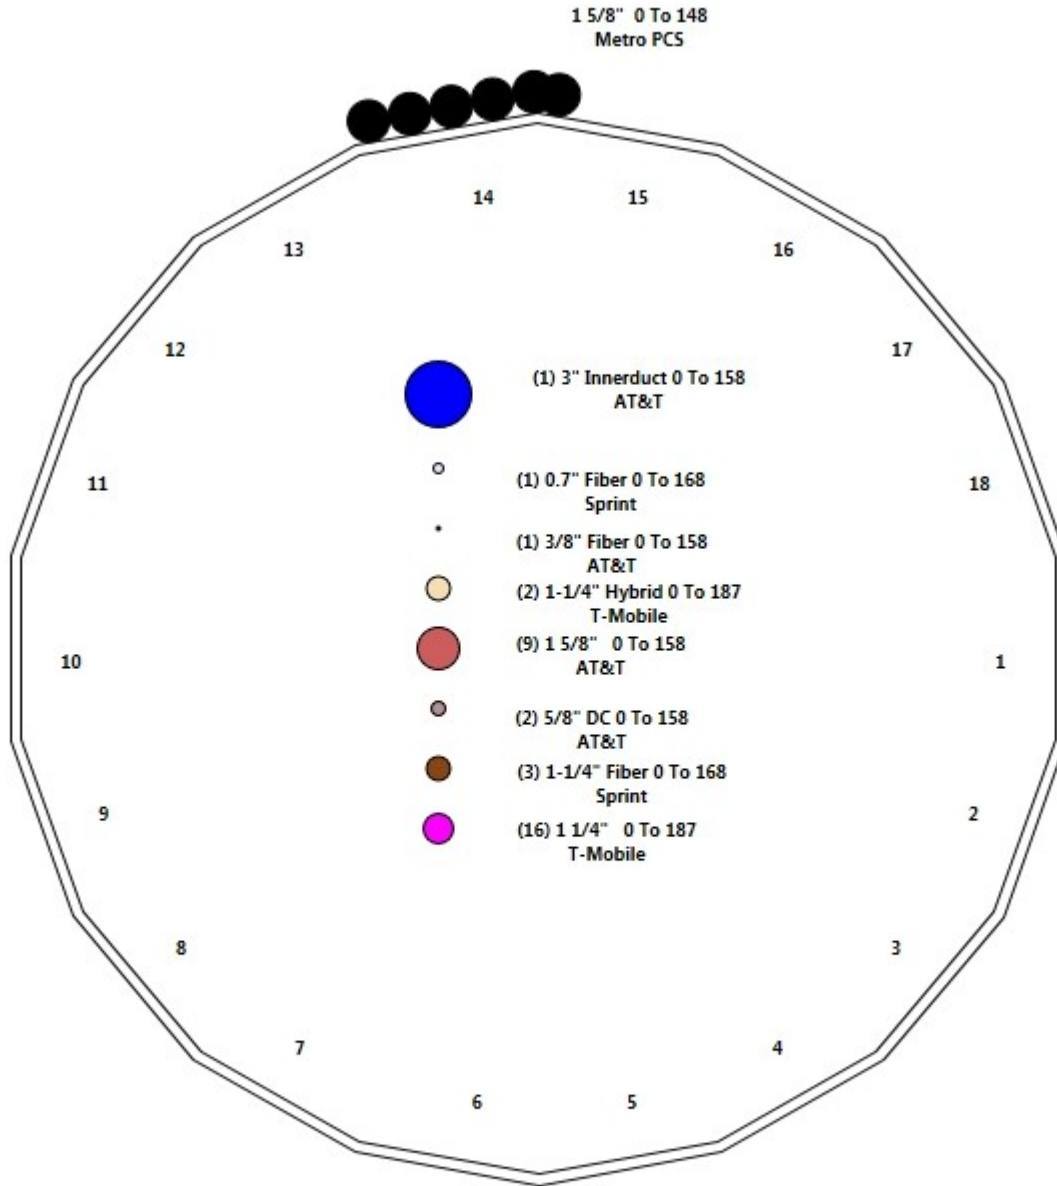 1 5/8" 0 To 148
Metro PCS
14
15
13
16
12
17
(1) 3" Innerduct 0 To 158
AT&T
11
(1) 0.7" Fiber 0 To 168
Sprint
18
(1) 3/8" Fiber 0 To 158
AT&T
(2) 1-1/4" Hybrid 0 To 187
T-Mobile
(9) 1 5/8" 0 To 158
AT&T
10
1
(2) 5/8" DC 0 To 158
AT&T
(3) 1-1/4" Fiber 0 To 168
Sprint
9
2
(16) 1 1/4" 0 To 187
T-Mobile
8
3
7
4
6
5